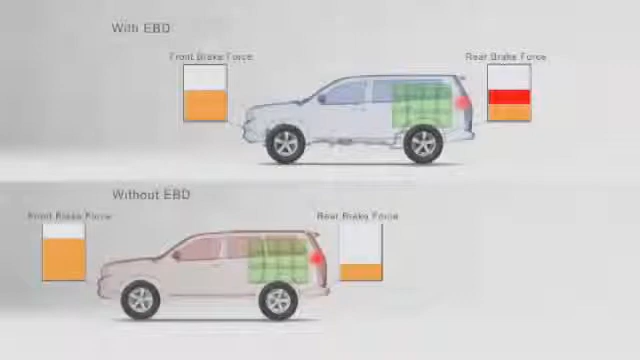 With EBD
Front Brake Force
Rear Brake Force
Without EBD
Front Brake Force
Rear Brake Force